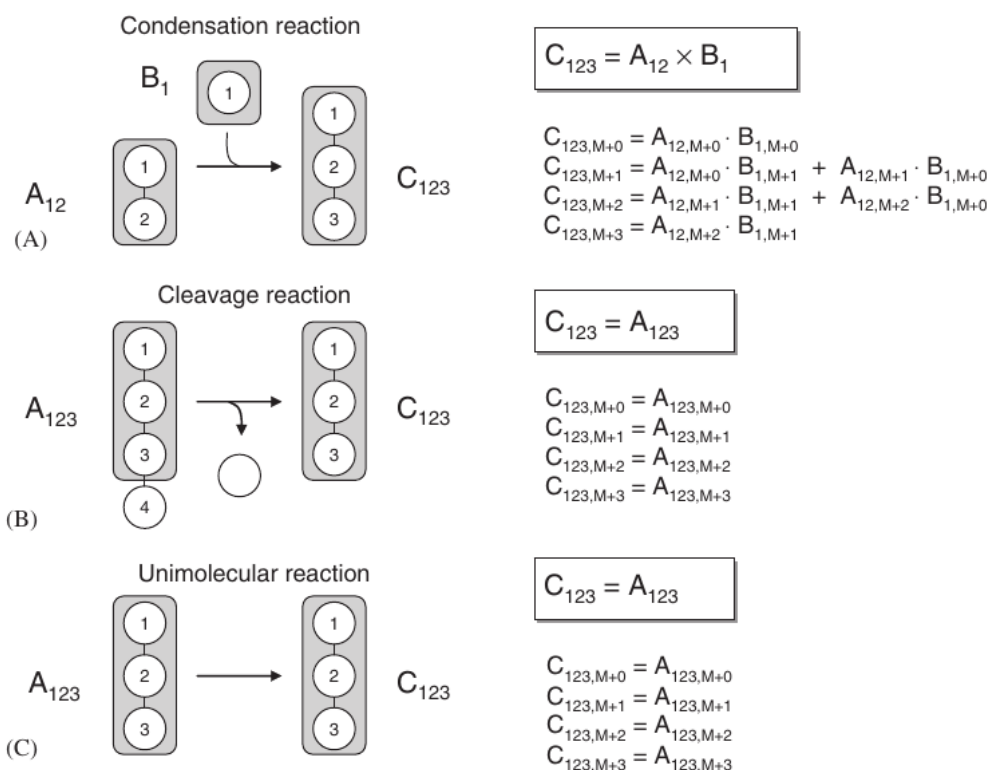 Condensation reaction
B1
1
A12
1
2
1
2
3
C123
(A)
C123 = A12 × B1
C123,M+0 = A12,M+0 · B1,M+0
C123,M+1 = A12,M+0 · B1,M+1 + A12,M+1 · B1,M+0
C123,M+2 = A12,M+1 · B1,M+1 + A12,M+2 · B1,M+0
C123,M+3 = A12,M+2 · B1,M+1
Cleavage reaction
A123
1
2
3
4
1
2
3
C123
(B)
C123 = A123
C123,M+0 = A123,M+0
C123,M+1 = A123,M+1
C123,M+2 = A123,M+2
C123,M+3 = A123,M+3
Unimolecular reaction
A123
1
2
3
1
2
3
C123
(C)
C123 = A123
C123,M+0 = A123,M+0
C123,M+1 = A123,M+1
C123,M+2 = A123,M+2
C123,M+3 = A123,M+3